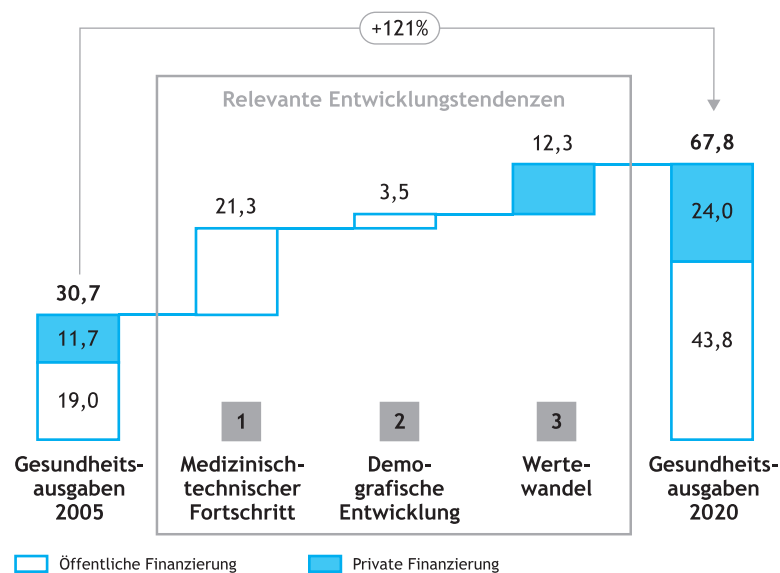 +121%
Relevante Entwicklungstendenzen
30,7
11,7
19,0
21,3
3,5
12,3
67,8
24,0
43,8
1
2
3
Gesundheits-
ausgaben
2005
Medizinisch-
technischer
Fortschritt
Demo-
grafische
Entwicklung
Werte-
wandel
Gesundheits-
ausgaben
2020
Öffentliche Finanzierung
Private Finanzierung